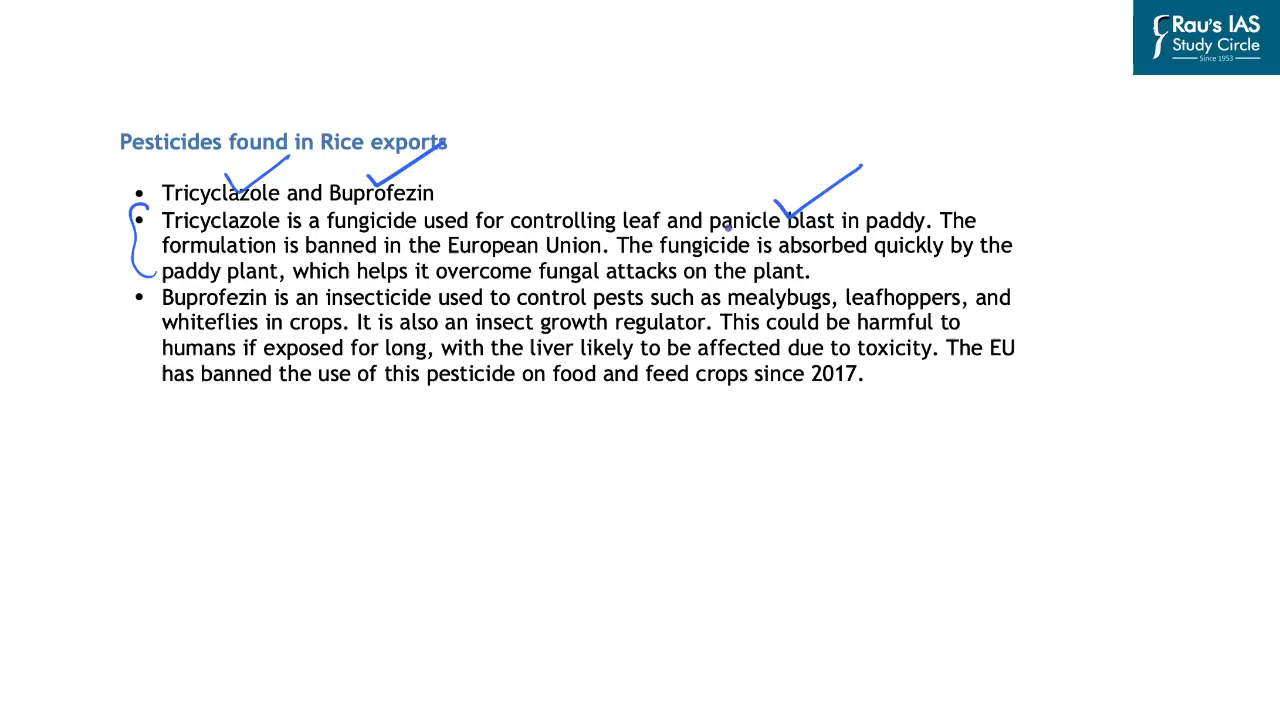 Rau's IAS
Study Circle
Since 1953
Pesticides found in Rice exports
• Tricyclazole and Buprofezin
• Tricyclazole is a fungicide used for controlling leaf and panicle blast in paddy. The
formulation is banned in the European Union. The fungicide is absorbed quickly by the
paddy plant, which helps it overcome fungal attacks on the plant.
• Buprofezin is an insecticide used to control pests such as mealybugs, leafhoppers, and
whiteflies in crops. It is also an insect growth regulator. This could be harmful to
humans if exposed for long, with the liver likely to be affected due to toxicity. The EU
has banned the use of this pesticide on food and feed crops since 2017.